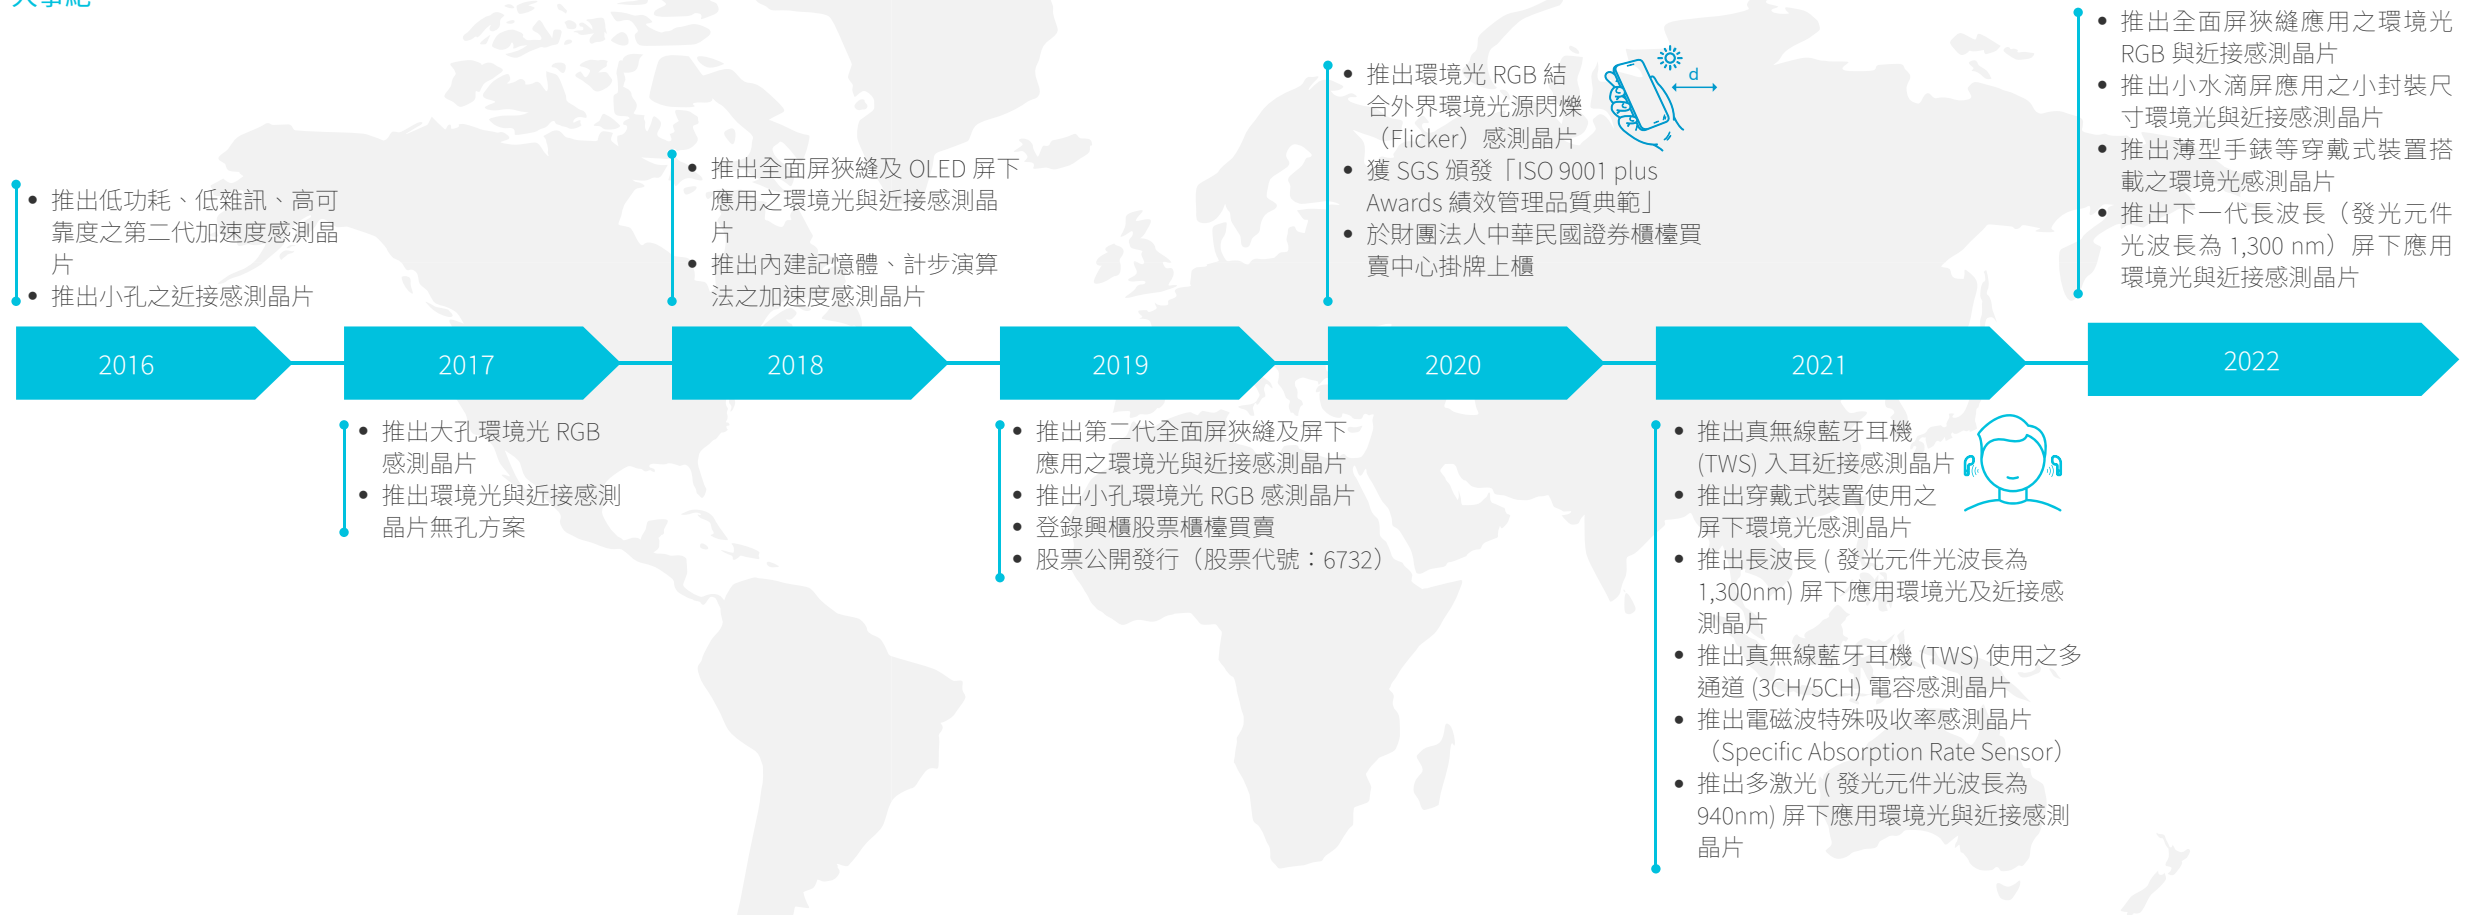 大事紀
推出低功耗、低雜訊、高可
靠度之第二代加速度感測晶
片
推出小孔之近接感測晶片
2016
2017
推出大孔環境光 RGB
感測晶片
推出環境光與近接感測
晶片無孔方案
推出全面屏狹縫及 OLED 屏下
應用之環境光與近接感測晶
片
推出內建記憶體、計步演算
法之加速度感測晶片
2018
2019
推出第二代全面屏狹縫及屏下
應用之環境光與近接感測晶片
推出小孔環境光 RGB 感測晶片
登錄興櫃股票櫃檯買賣
股票公開發行（股票代號：6732）
推出環境光 RGB 結
合外界環境光源閃爍
（Flicker）感測晶片
獲 SGS 頒發「ISO 9001 plus
Awards 績效管理品質典範」
於財團法人中華民國證券櫃檯買
賣中心掛牌上櫃
d
2020
2021
推出真無線藍牙耳機
(TWS) 入耳近接感測晶片
推出穿戴式裝置使用之
屏下環境光感測晶片
推出長波長 ( 發光元件光波長為
1,300nm) 屏下應用環境光及近接感
測晶片
推出真無線藍牙耳機 (TWS) 使用之多
通道 (3CH/5CH) 電容感測晶片
推出電磁波特殊吸收率感測晶片
（Specific Absorption Rate Sensor）
推出多激光 ( 發光元件光波長為
940nm) 屏下應用環境光與近接感測
晶片
推出全面屏狹縫應用之環境光
RGB 與近接感測晶片
推出小水滴屏應用之小封裝尺
寸環境光與近接感測晶片
推出薄型手錶等穿戴式裝置搭
載之環境光感測晶片
推出下一代長波長（發光元件
光波長為 1,300 nm）屏下應用
環境光與近接感測晶片
2022